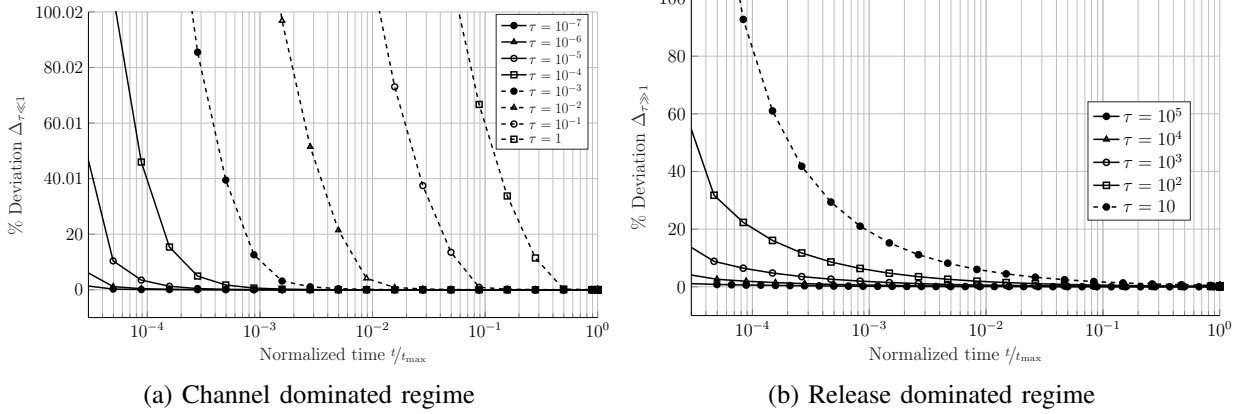 100.02
80.02
60.01
40.01
20
0
% Deviation Δτ≪1
10⁻⁴
10⁻³
10⁻²
10⁻¹
10⁰
Normalized time t/tmax
τ = 10⁻⁷
τ = 10⁻⁶
τ = 10⁻⁵
τ = 10⁻⁴
τ = 10⁻³
τ = 10⁻²
τ = 10⁻¹
τ = 1
(a) Channel dominated regime
100
80
60
40
20
0
% Deviation Δτ≫1
10⁻⁴
10⁻³
10⁻²
10⁻¹
10⁰
Normalized time t/tmax
τ = 10⁵
τ = 10⁴
τ = 10³
τ = 10²
τ = 10
(b) Release dominated regime